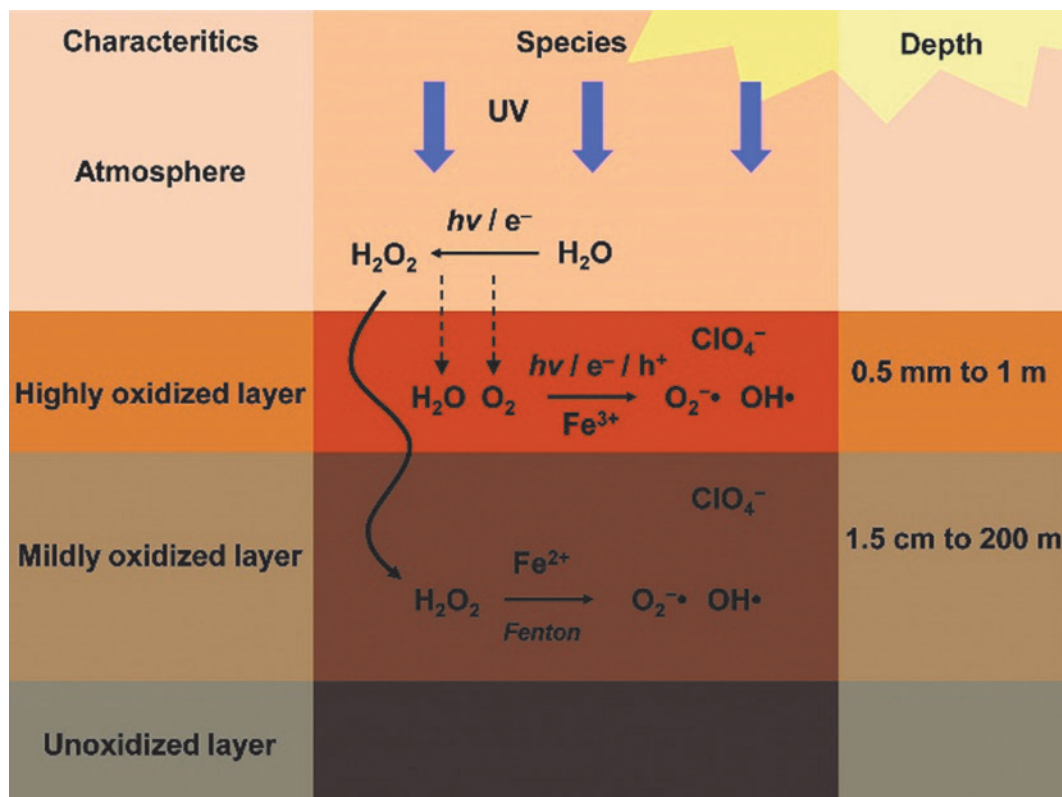 Characteritics Species Depth
UV
Atmosphere
hv / e⁻
H₂O₂ H₂O
ClO₄⁻
hv / e⁻ / h⁺
0.5 mm to 1 m
Highly oxidized layer H₂O O₂ O₂⁻• OH•
Fe³⁺
ClO₄⁻
1.5 cm to 200 m
Mildly oxidized layer
Fe²⁺
H₂O₂ O₂⁻• OH•
Fenton
Unoxidized layer